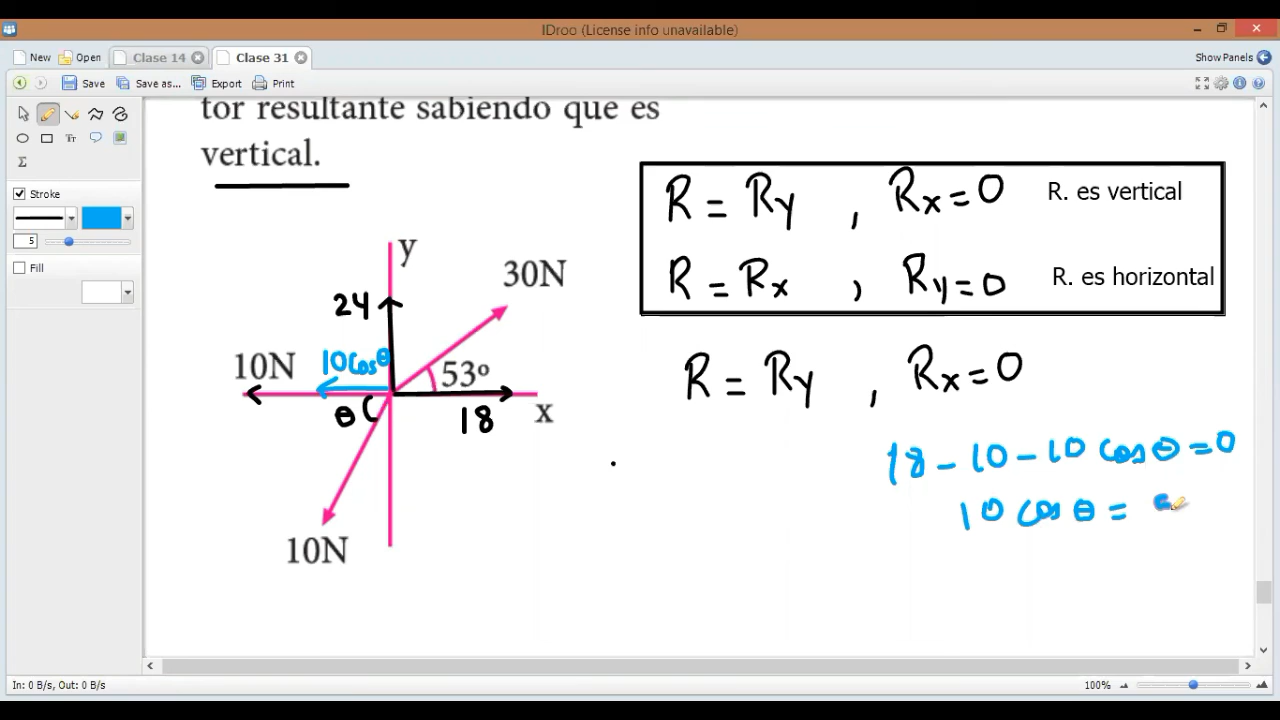 IDroo (License info unavailable)
New Open Clase 14 Clase 31 Show Panels
Save Save as... Export Print
Tr
Σ
Stroke
5
Fill
tor resultante sabiendo que es
vertical.
R = Ry , Rx = 0 R. es vertical
R = Rx , Ry = 0 R. es horizontal
y
30N
24
10N 10cosθ 53º
θ 18 x
10N
R = Ry , Rx = 0
18 - 10 - 10 cosθ = 0
10 cosθ =
In: 0 B/s, Out: 0 B/s 100%